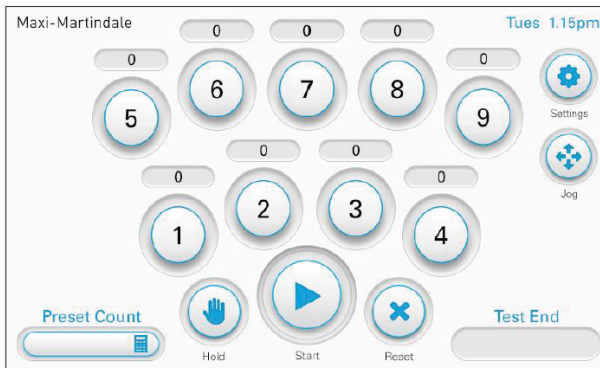 Maxi-Martindale
Tues 1.15pm
0 0 0
0 0
6 7 8
5 9
Settings
0 0
0 0
2 3
1 4
Jog
Preset Count
Test End
Hold Start Reset